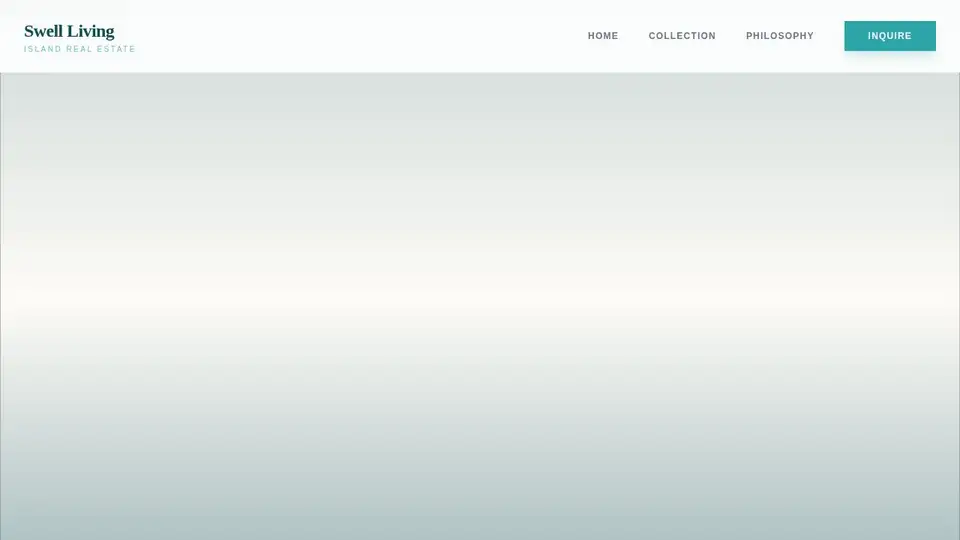 Swell Living
ISLAND REAL ESTATE
HOME
COLLECTION
PHILOSOPHY
INQUIRE